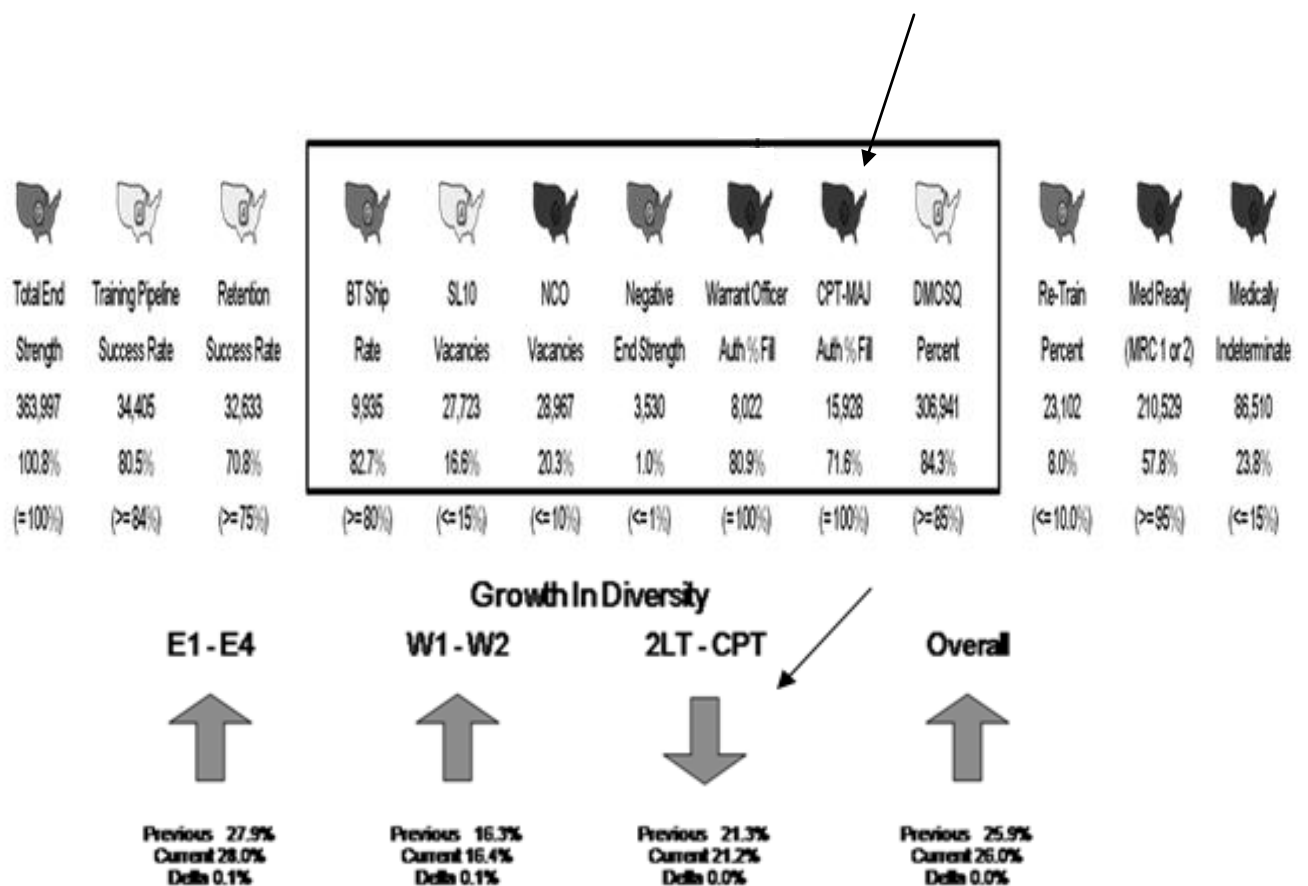 Total End Training Pipeline Retention BT Ship SL10 NCO Negative Warrant Officer CPT-MAJ DMOSQ Re-Train Med Ready Medically
Strength Success Rate Success Rate Rate Vacancies Vacancies End Strength Auth % Fill Auth % Fill Percent Percent (MRC 1 or 2) Indeterminate
363,997 34,405 32,633 9,935 27,723 28,967 3,530 8,022 15,928 306,941 23,102 210,529 86,510
100.8% 80.5% 70.8% 82.7% 16.6% 20.3% 1.0% 80.9% 71.6% 84.3% 8.0% 57.8% 23.8%
(=100%) (>=84%) (>=75%) (>=80%) (<=15%) (<=10%) (<=1%) (=100%) (=100%) (>=85%) (<=10.0%) (>=95%) (<=15%)
Growth In Diversity
E1 - E4 W1 - W2 2LT - CPT Overall
Previous 27.9% Previous 16.3% Previous 21.3% Previous 25.9%
Current 28.0% Current 16.4% Current 21.2% Current 26.0%
Delta 0.1% Delta 0.1% Delta 0.0% Delta 0.0%